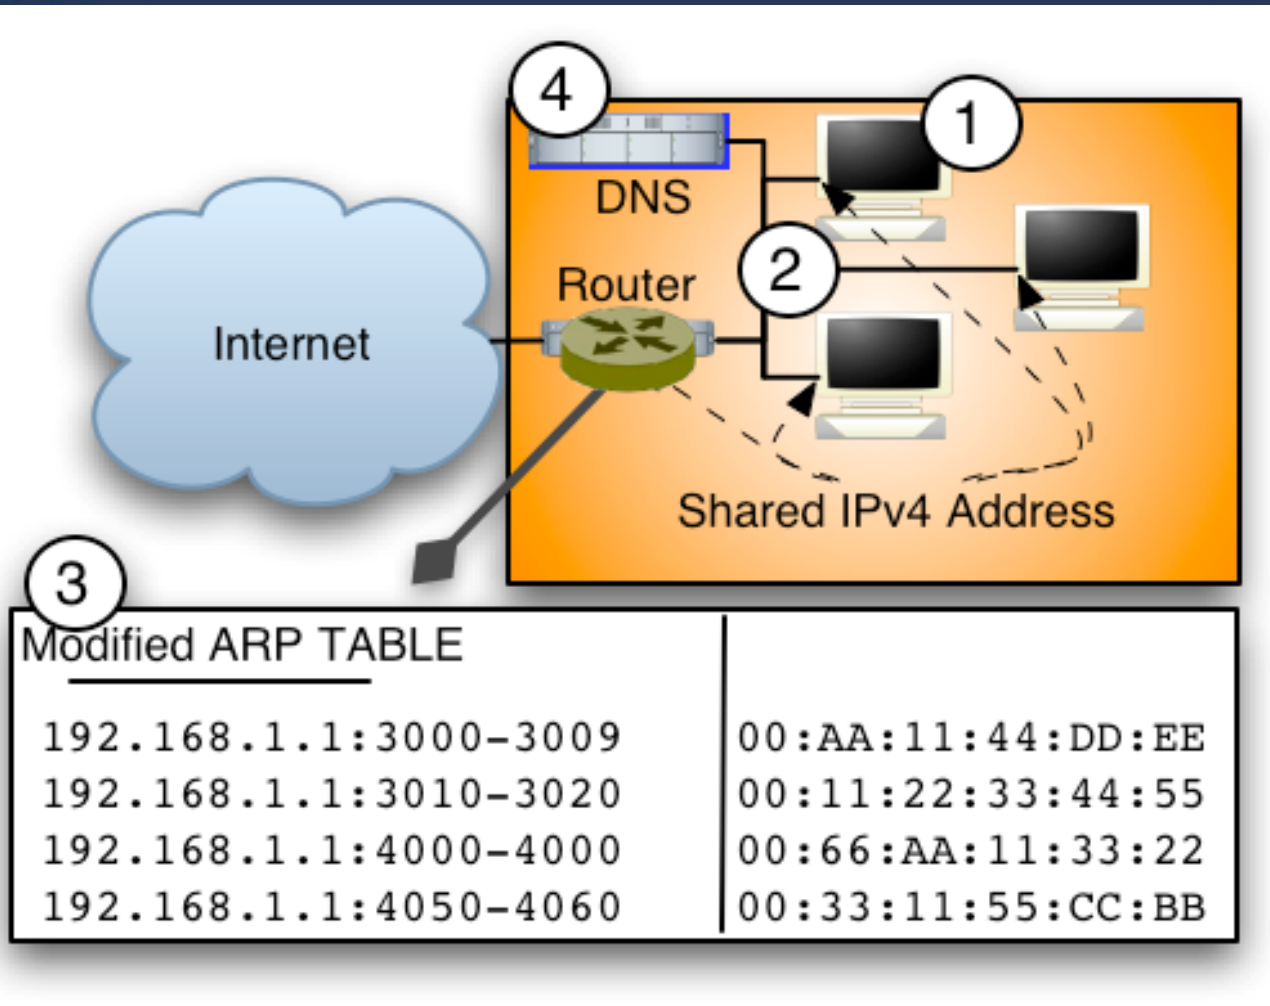 4
1
DNS
2
Router
Internet
Shared IPv4 Address
3
Modified ARP TABLE
192.168.1.1:3000-3009 00:AA:11:44:DD:EE
192.168.1.1:3010-3020 00:11:22:33:44:55
192.168.1.1:4000-4000 00:66:AA:11:33:22
192.168.1.1:4050-4060 00:33:11:55:CC:BB